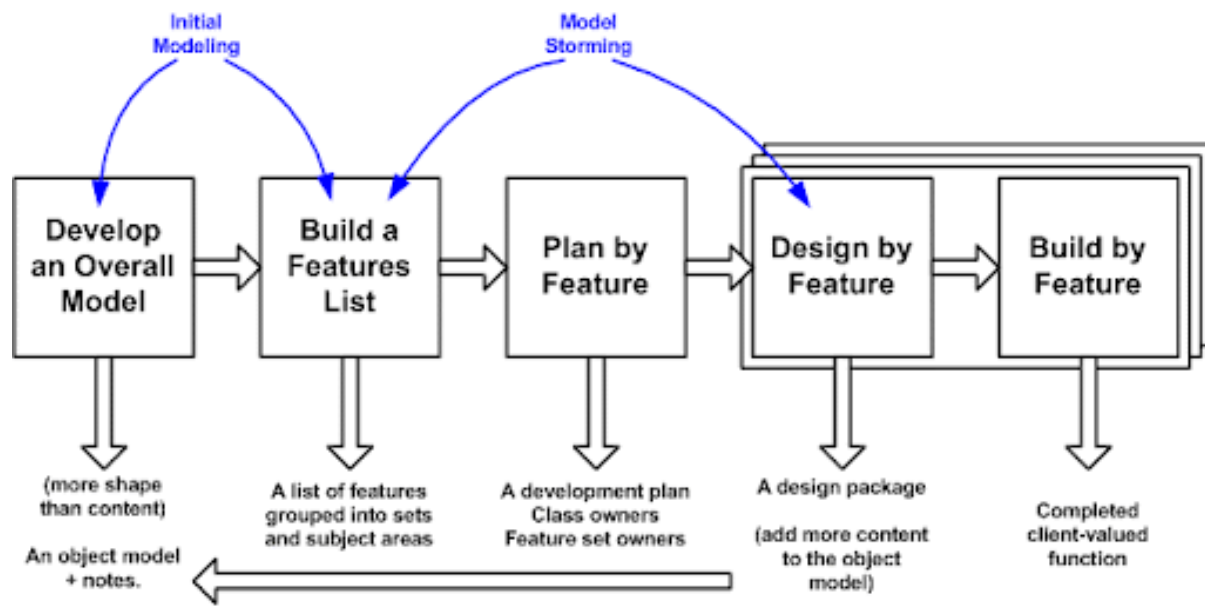 Initial
Modeling
Model
Storming
Develop
an Overall
Model
Build a
Features
List
Plan by
Feature
Design by
Feature
Build by
Feature
(more shape
than content)
An object model
+ notes.
A list of features
grouped into sets
and subject areas
A development plan
Class owners
Feature set owners
A design package
(add more content
to the object
model)
Completed
client-valued
function